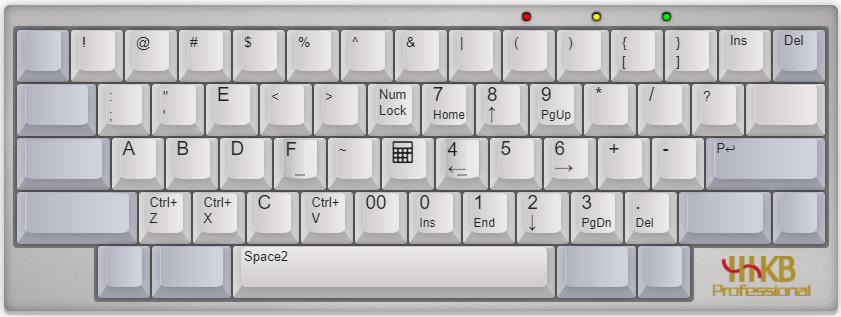 ! @ # $ % ^ & | ( ) { } Ins Del
[ ]
: " E < > Num 7 8 9 * / ?
; ' Lock Home ↑ PgUp
A B D F ~ 4 5 6 + - P↩
_ ←_ →
Ctrl+ Ctrl+ C Ctrl+ 00 0 1 2 3 .
Z X V Ins End ↓ PgDn Del
Space2
HHKB
Professional